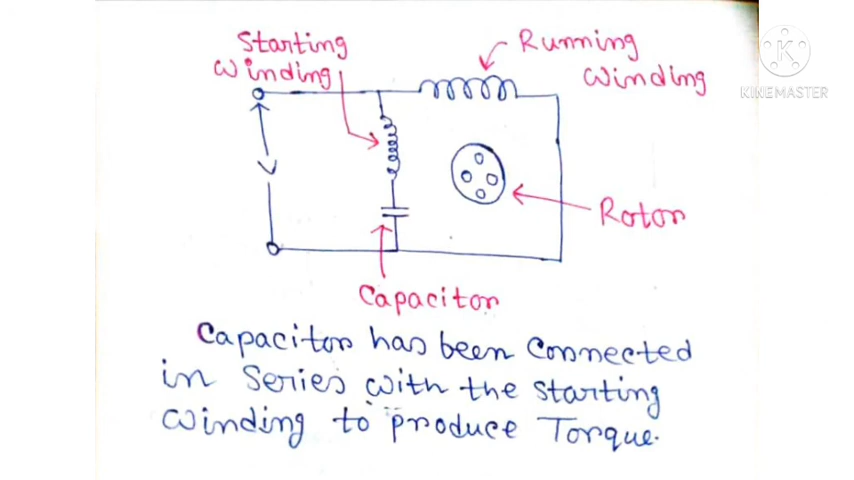 Starting
Winding
Running
Winding
K
KINEMASTER
V
Rotor
Capacitor
Capacitor has been connected
in Series with the starting
Winding to produce Torque.